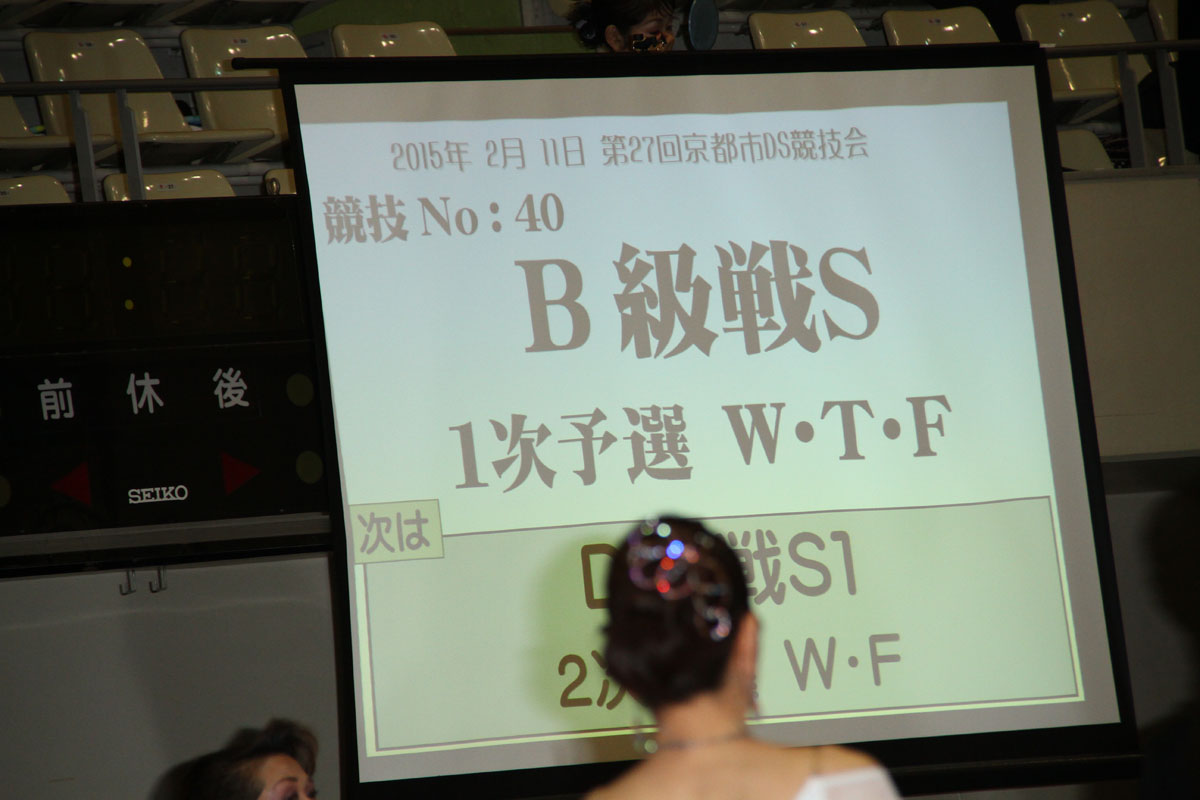 2015年 2月 11日 第27回京都市DS競技会
競技 No：40
B 級戦S
1次予選 W・T・F
次は
D 戦S1
2次 W・F
前 休 後
SEIKO